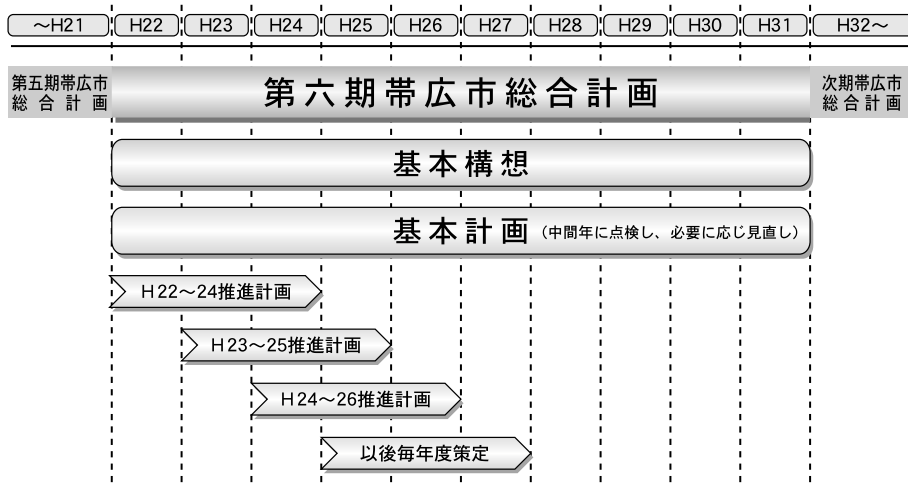 ～H21 H22 H23 H24 H25 H26 H27 H28 H29 H30 H31 H32～
第五期帯広市
総合計画
第六期帯広市総合計画
次期帯広市
総合計画
基本構想
基本計画（中間年に点検し、必要に応じ見直し）
H22～24推進計画
H23～25推進計画
H24～26推進計画
以後毎年度策定